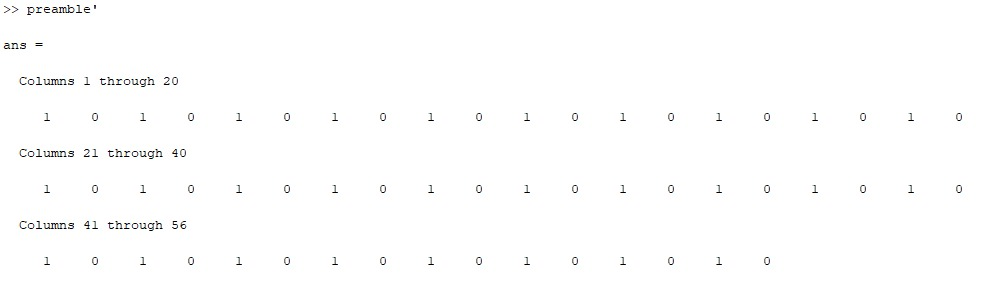 >> preamble'
ans =
Columns 1 through 20
1 0 1 0 1 0 1 0 1 0 1 0 1 0 1 0 1 0 1 0
Columns 21 through 40
1 0 1 0 1 0 1 0 1 0 1 0 1 0 1 0 1 0 1 0
Columns 41 through 56
1 0 1 0 1 0 1 0 1 0 1 0 1 0 1 0